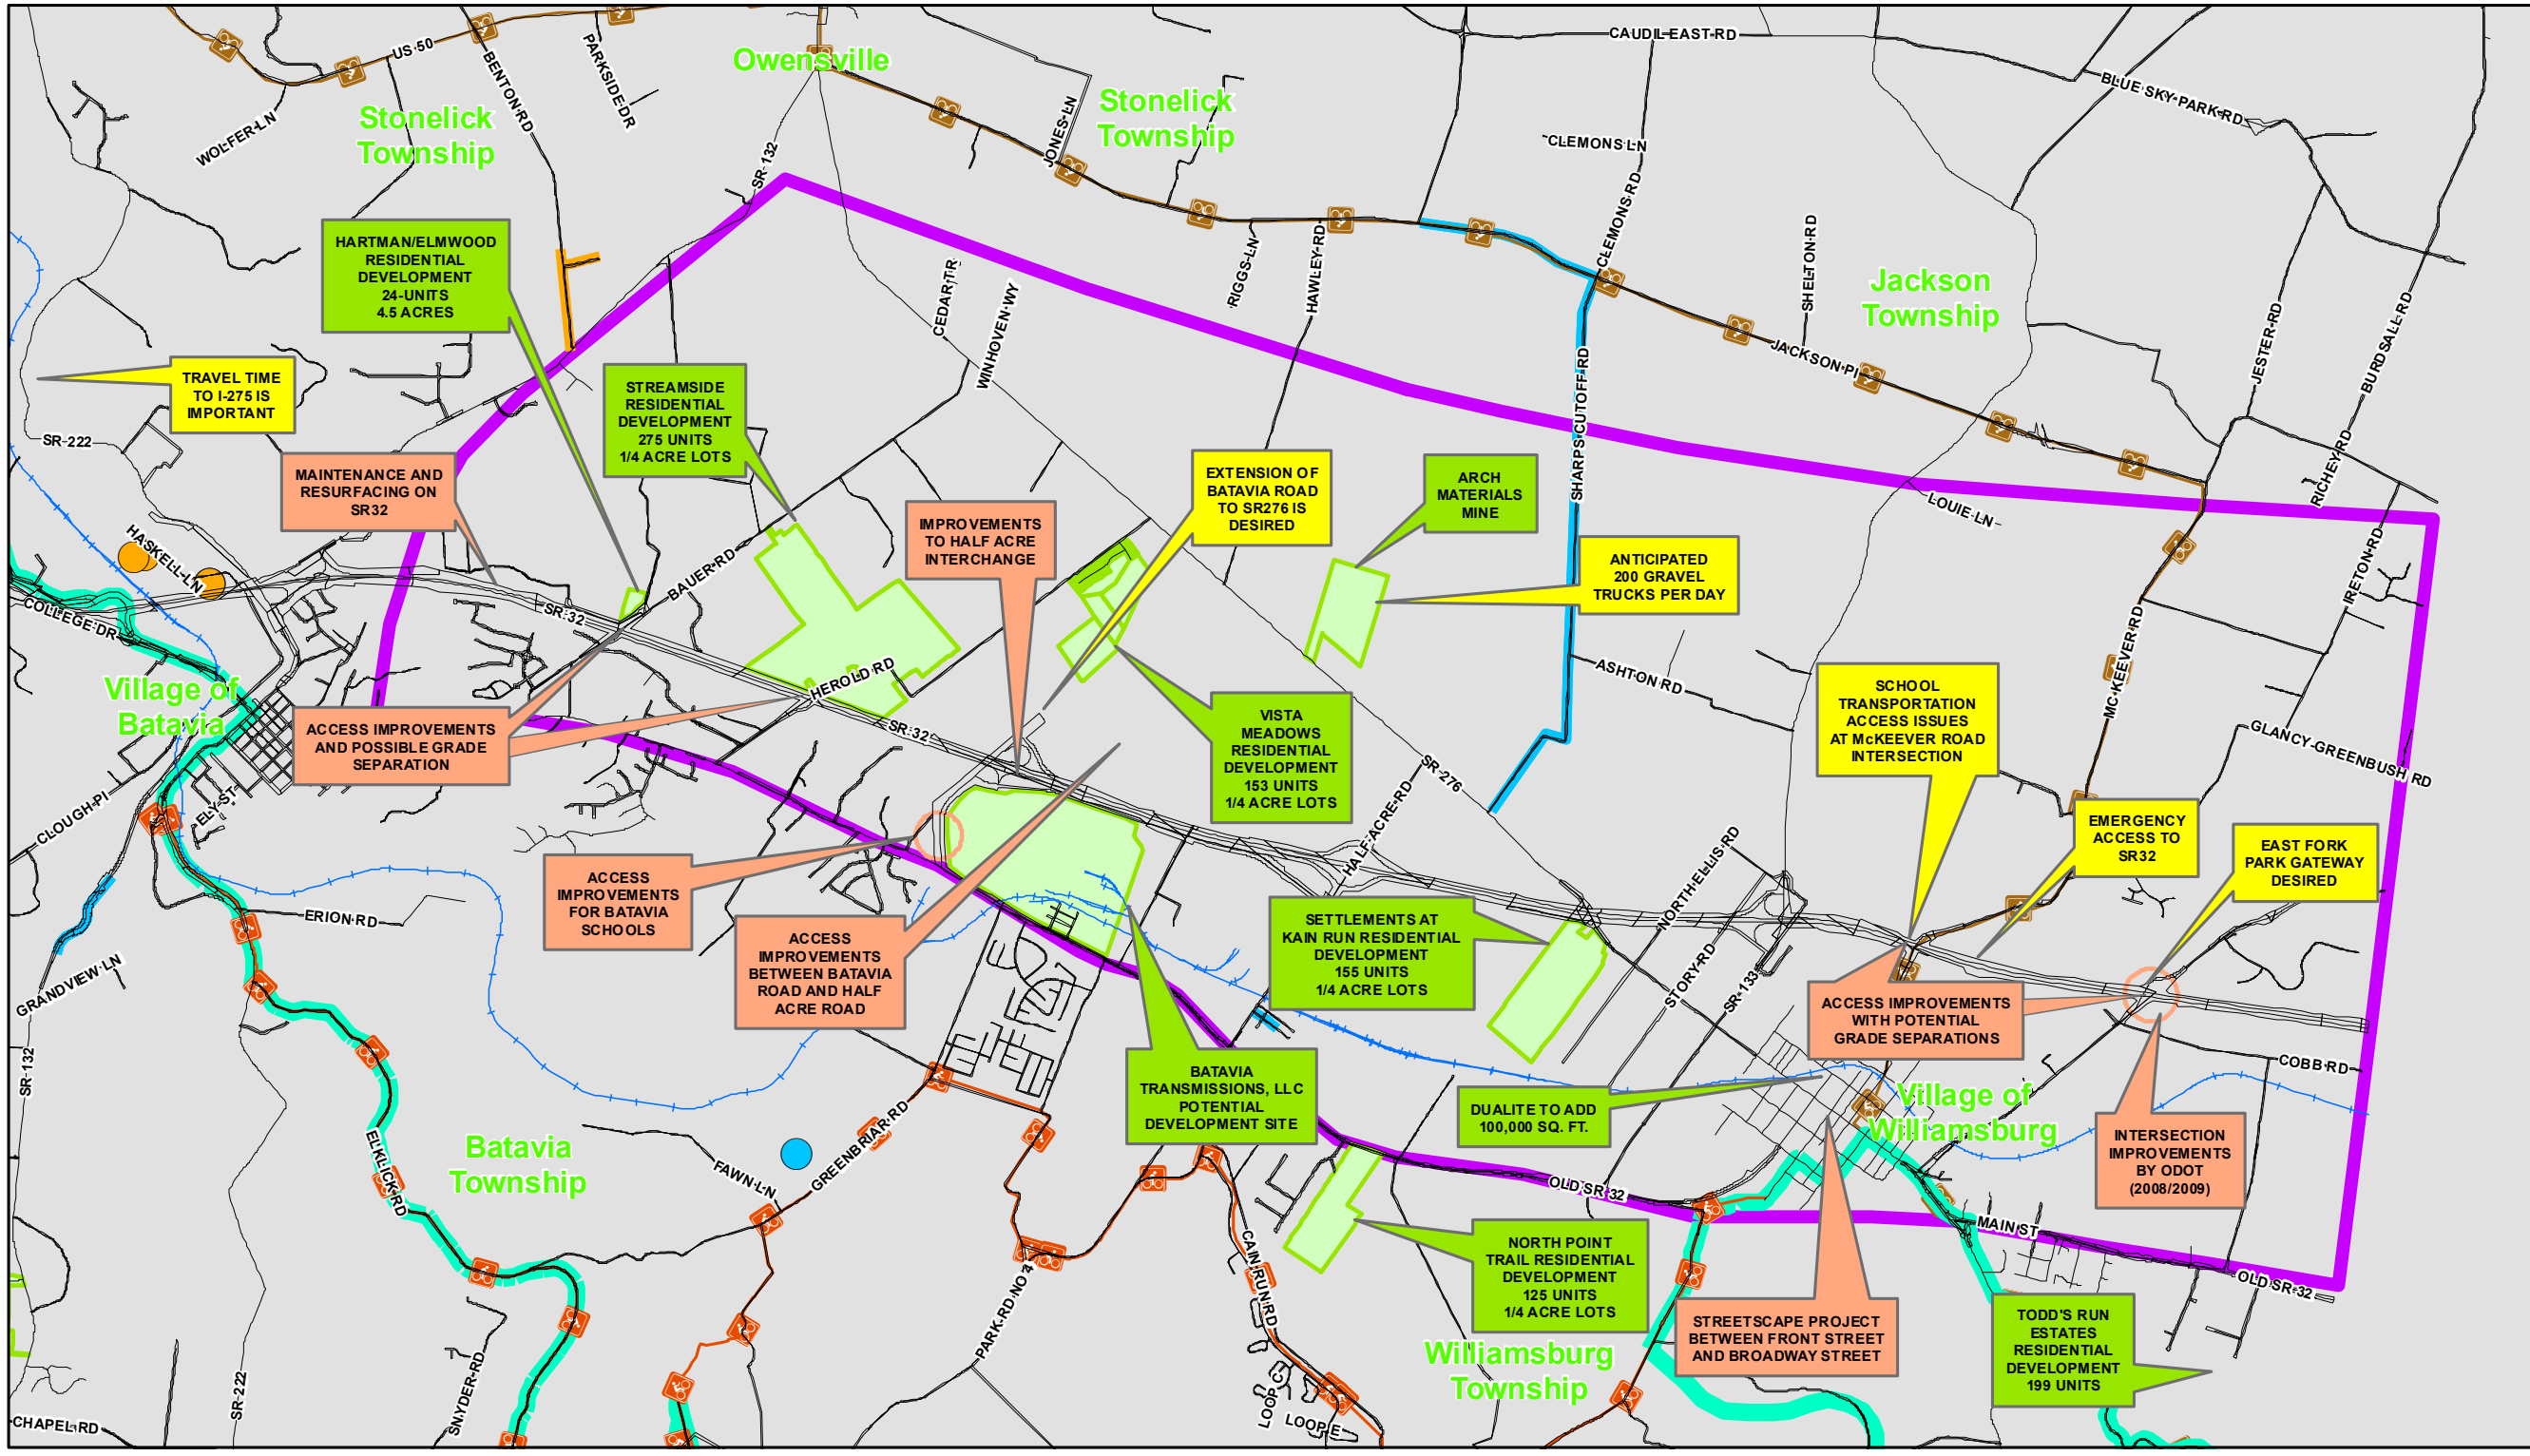 CAUDIL EAST RD
US 50
BENTON RD
PARKSIDE DR
Owensville
BLUE SKY PARK RD
WOLFER LN
Stonelick
Township
SR-132
JONES LN
Stonelick
Township
CLEMONS LN
CLEMONS RD
HARTMAN/ELMWOOD
RESIDENTIAL
DEVELOPMENT
24-UNITS
4.5 ACRES
CEDAR TR
WINHOVEN WY
RIGGS LN
HAWLEY RD
SHELTON RD
Jackson
Township
JESTER RD
BURDSALL RD
TRAVEL TIME
TO I-275 IS
IMPORTANT
STREAMSIDE
RESIDENTIAL
DEVELOPMENT
275 UNITS
1/4 ACRE LOTS
JACKSON PI
SHARPS CUTOFF RD
SR-222
MAINTENANCE AND
RESURFACING ON
SR32
IMPROVEMENTS
TO HALF ACRE
INTERCHANGE
EXTENSION OF
BATAVIA ROAD
TO SR276 IS
DESIRED
ARCH
MATERIALS
MINE
LOUIE LN
RICHEY RD
HASKELL LN
COLLEGE DR
SR-32
BAUER RD
ANTICIPATED
200 GRAVEL
TRUCKS PER DAY
IRETON RD
MCKEEVER RD
Village of
Batavia
HEROLD RD
SR-32
ACCESS IMPROVEMENTS
AND POSSIBLE GRADE
SEPARATION
VISTA
MEADOWS
RESIDENTIAL
DEVELOPMENT
153 UNITS
1/4 ACRE LOTS
ASHTON RD
SCHOOL
TRANSPORTATION
ACCESS ISSUES
AT McKEEVER ROAD
INTERSECTION
GLANCY GREENBUSH RD
CLOUGH PI
ELY ST
SR-276
HALF ACRE RD
NORTH ELLIS RD
EMERGENCY
ACCESS TO
SR32
EAST FORK
PARK GATEWAY
DESIRED
ACCESS
IMPROVEMENTS
FOR BATAVIA
SCHOOLS
ERION RD
ACCESS
IMPROVEMENTS
BETWEEN BATAVIA
ROAD AND HALF
ACRE ROAD
SETTLEMENTS AT
KAIN RUN RESIDENTIAL
DEVELOPMENT
155 UNITS
1/4 ACRE LOTS
STORY RD
SR-133
ACCESS IMPROVEMENTS
WITH POTENTIAL
GRADE SEPARATIONS
GRANDVIEW LN
SR-132
COBB RD
BATAVIA
TRANSMISSIONS, LLC
POTENTIAL
DEVELOPMENT SITE
DUALITE TO ADD
100,000 SQ. FT.
Village of
Williamsburg
INTERSECTION
IMPROVEMENTS
BY ODOT
(2008/2009)
ELKLICK RD
Batavia
Township
FAWN LN
GREENBRIAR RD
OLD SR 32
MAIN ST
NORTH POINT
TRAIL RESIDENTIAL
DEVELOPMENT
125 UNITS
1/4 ACRE LOTS
CAIN RUN RD
PARK RD NO 4
OLD SR-32
STREETSCAPE PROJECT
BETWEEN FRONT STREET
AND BROADWAY STREET
TODD'S RUN
ESTATES
RESIDENTIAL
DEVELOPMENT
199 UNITS
Williamsburg
Township
SR-222
SNYDER RD
LOOP C
LOOP E
CHAPEL RD